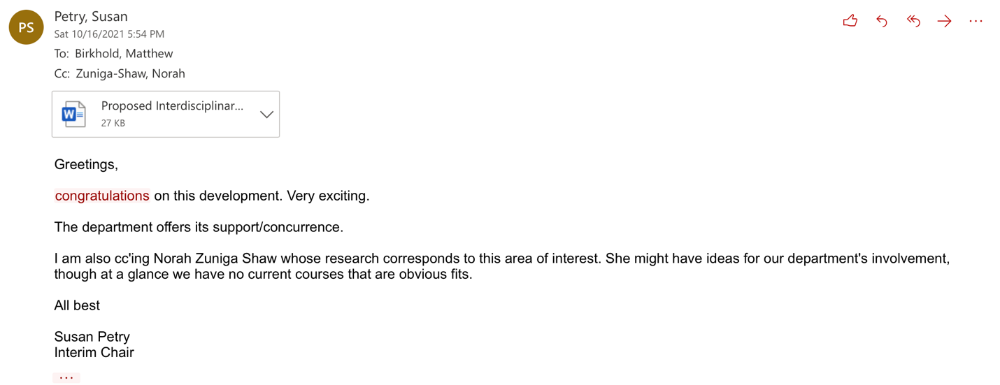 PS
Petry, Susan
Sat 10/16/2021 5:54 PM
To: Birkhold, Matthew
Cc: Zuniga-Shaw, Norah
W
Proposed Interdisciplinar...
27 KB
Greetings,
congratulations on this development. Very exciting.
The department offers its support/concurrence.
I am also cc'ing Norah Zuniga Shaw whose research corresponds to this area of interest. She might have ideas for our department's involvement,
though at a glance we have no current courses that are obvious fits.
All best
Susan Petry
Interim Chair
...